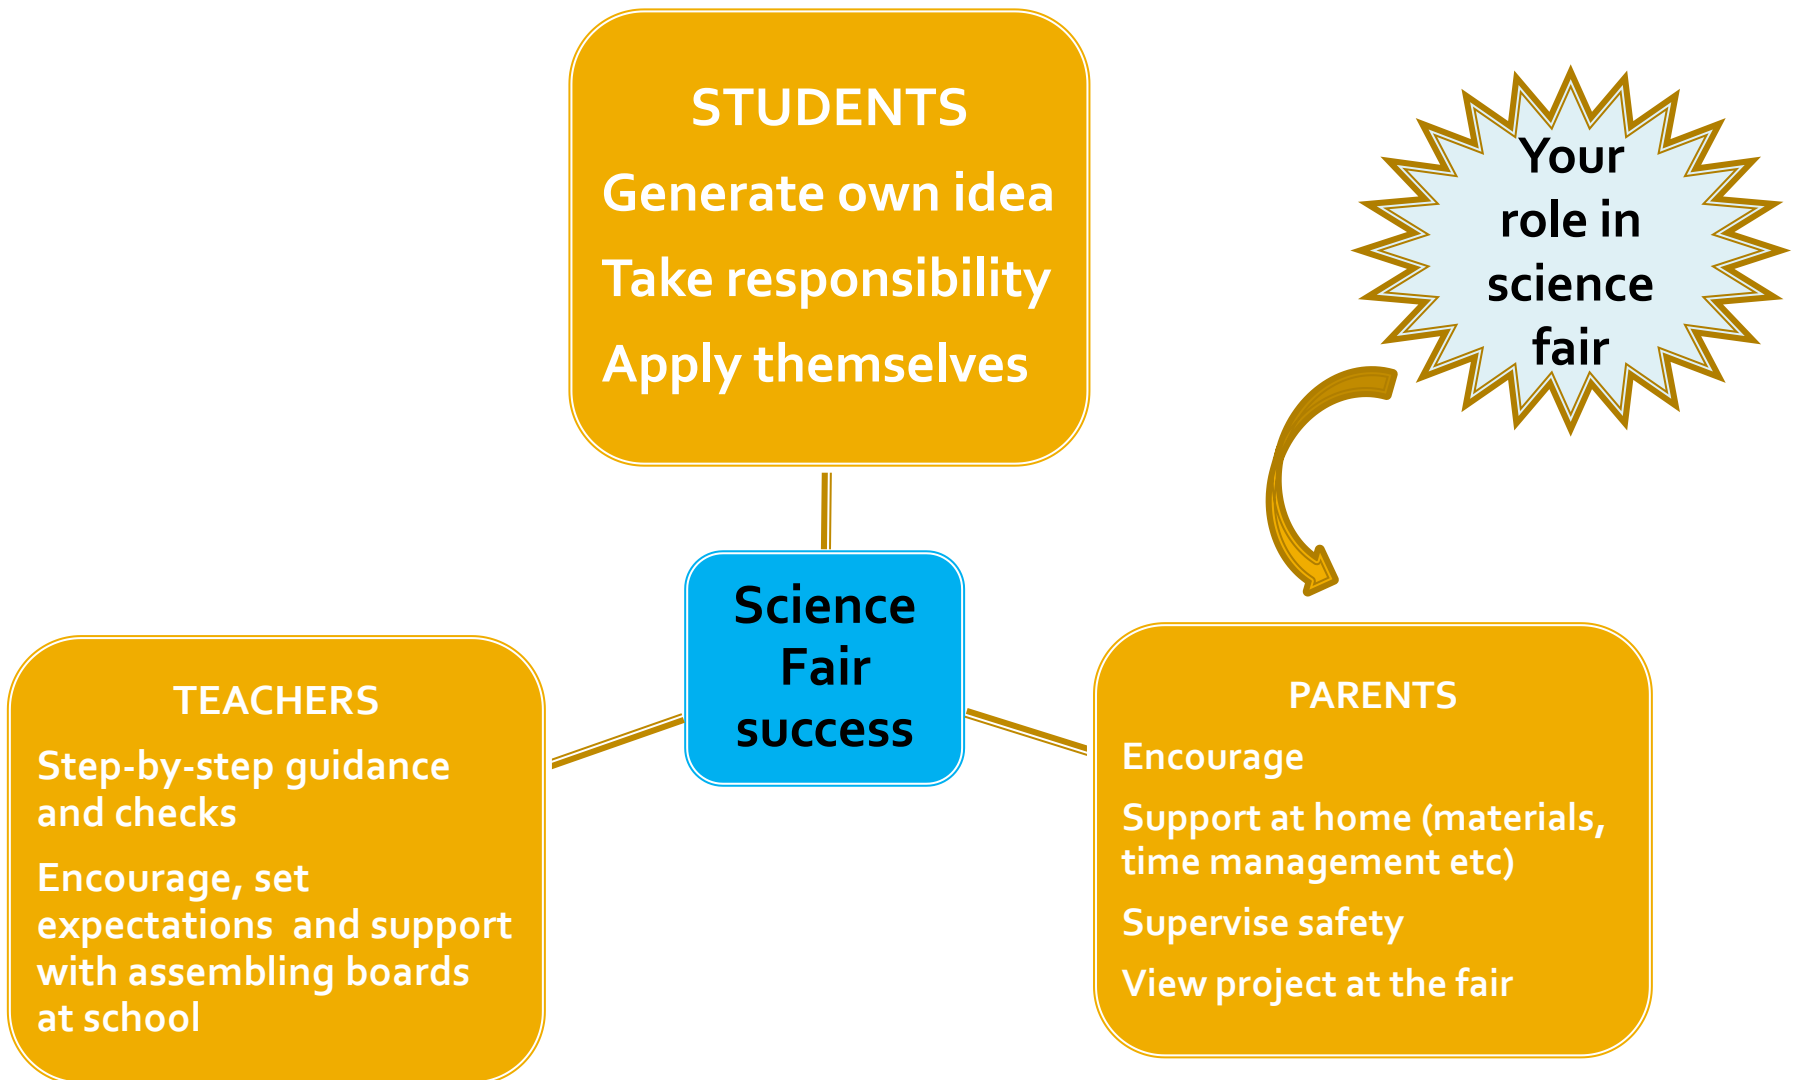 STUDENTS
Generate own idea
Take responsibility
Apply themselves
Your
role in
science
fair
Science
Fair
success
TEACHERS
Step-by-step guidance
and checks
Encourage, set
expectations  and support
with assembling boards
at school
PARENTS
Encourage
Support at home (materials,
time management etc)
Supervise safety
View project at the fair